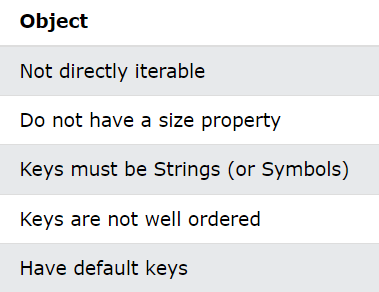 Object
Not directly iterable
Do not have a size property
Keys must be Strings (or Symbols)
Keys are not well ordered
Have default keys